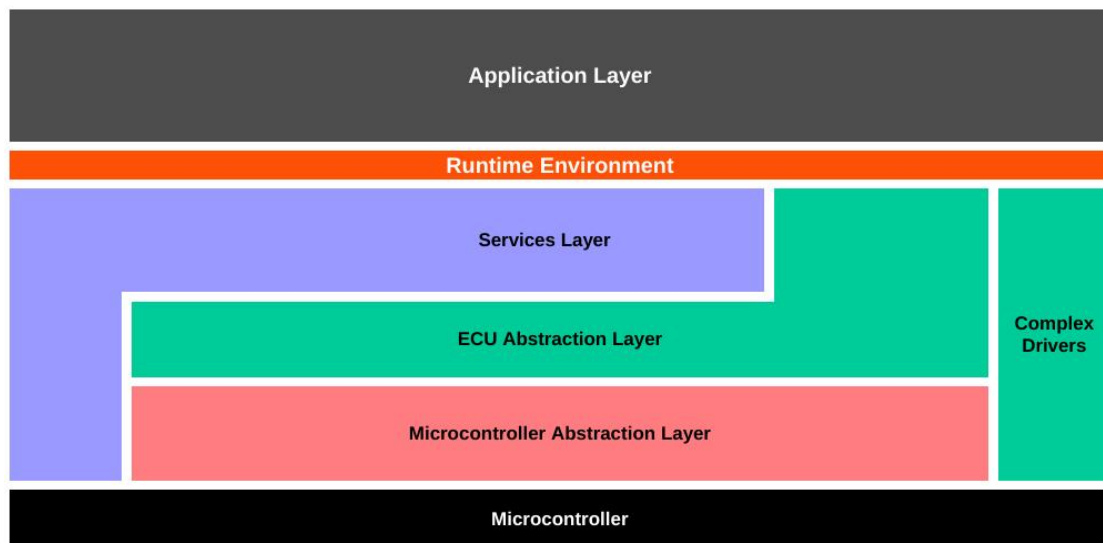 Application Layer
Runtime Environment
Services Layer
ECU Abstraction Layer
Complex
Drivers
Microcontroller Abstraction Layer
Microcontroller